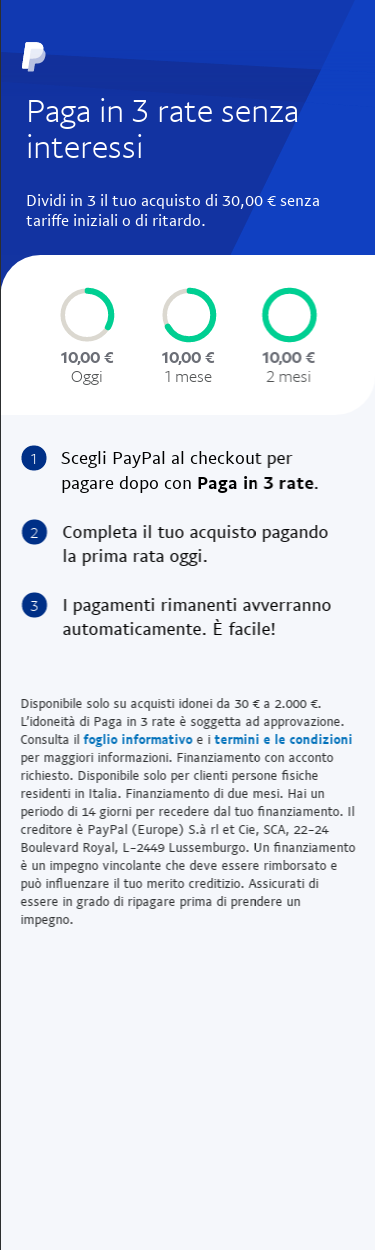 Paga in 3 rate senza
interessi
Dividi in 3 il tuo acquisto di 30,00 € senza
tariffe iniziali o di ritardo.
10,00 € 10,00 € 10,00 €
Oggi 1 mese 2 mesi
1 Scegli PayPal al checkout per
pagare dopo con Paga in 3 rate.
2 Completa il tuo acquisto pagando
la prima rata oggi.
3 I pagamenti rimanenti avverranno
automaticamente. È facile!
Disponibile solo su acquisti idonei da 30 € a 2.000 €.
L'idoneità di Paga in 3 rate è soggetta ad approvazione.
Consulta il foglio informativo e i termini e le condizioni
per maggiori informazioni. Finanziamento con acconto
richiesto. Disponibile solo per clienti persone fisiche
residenti in Italia. Finanziamento di due mesi. Hai un
periodo di 14 giorni per recedere dal tuo finanziamento. Il
creditore è PayPal (Europe) S.à rl et Cie, SCA, 22-24
Boulevard Royal, L-2449 Lussemburgo. Un finanziamento
è un impegno vincolante che deve essere rimborsato e
può influenzare il tuo merito creditizio. Assicurati di
essere in grado di ripagare prima di prendere un
impegno.